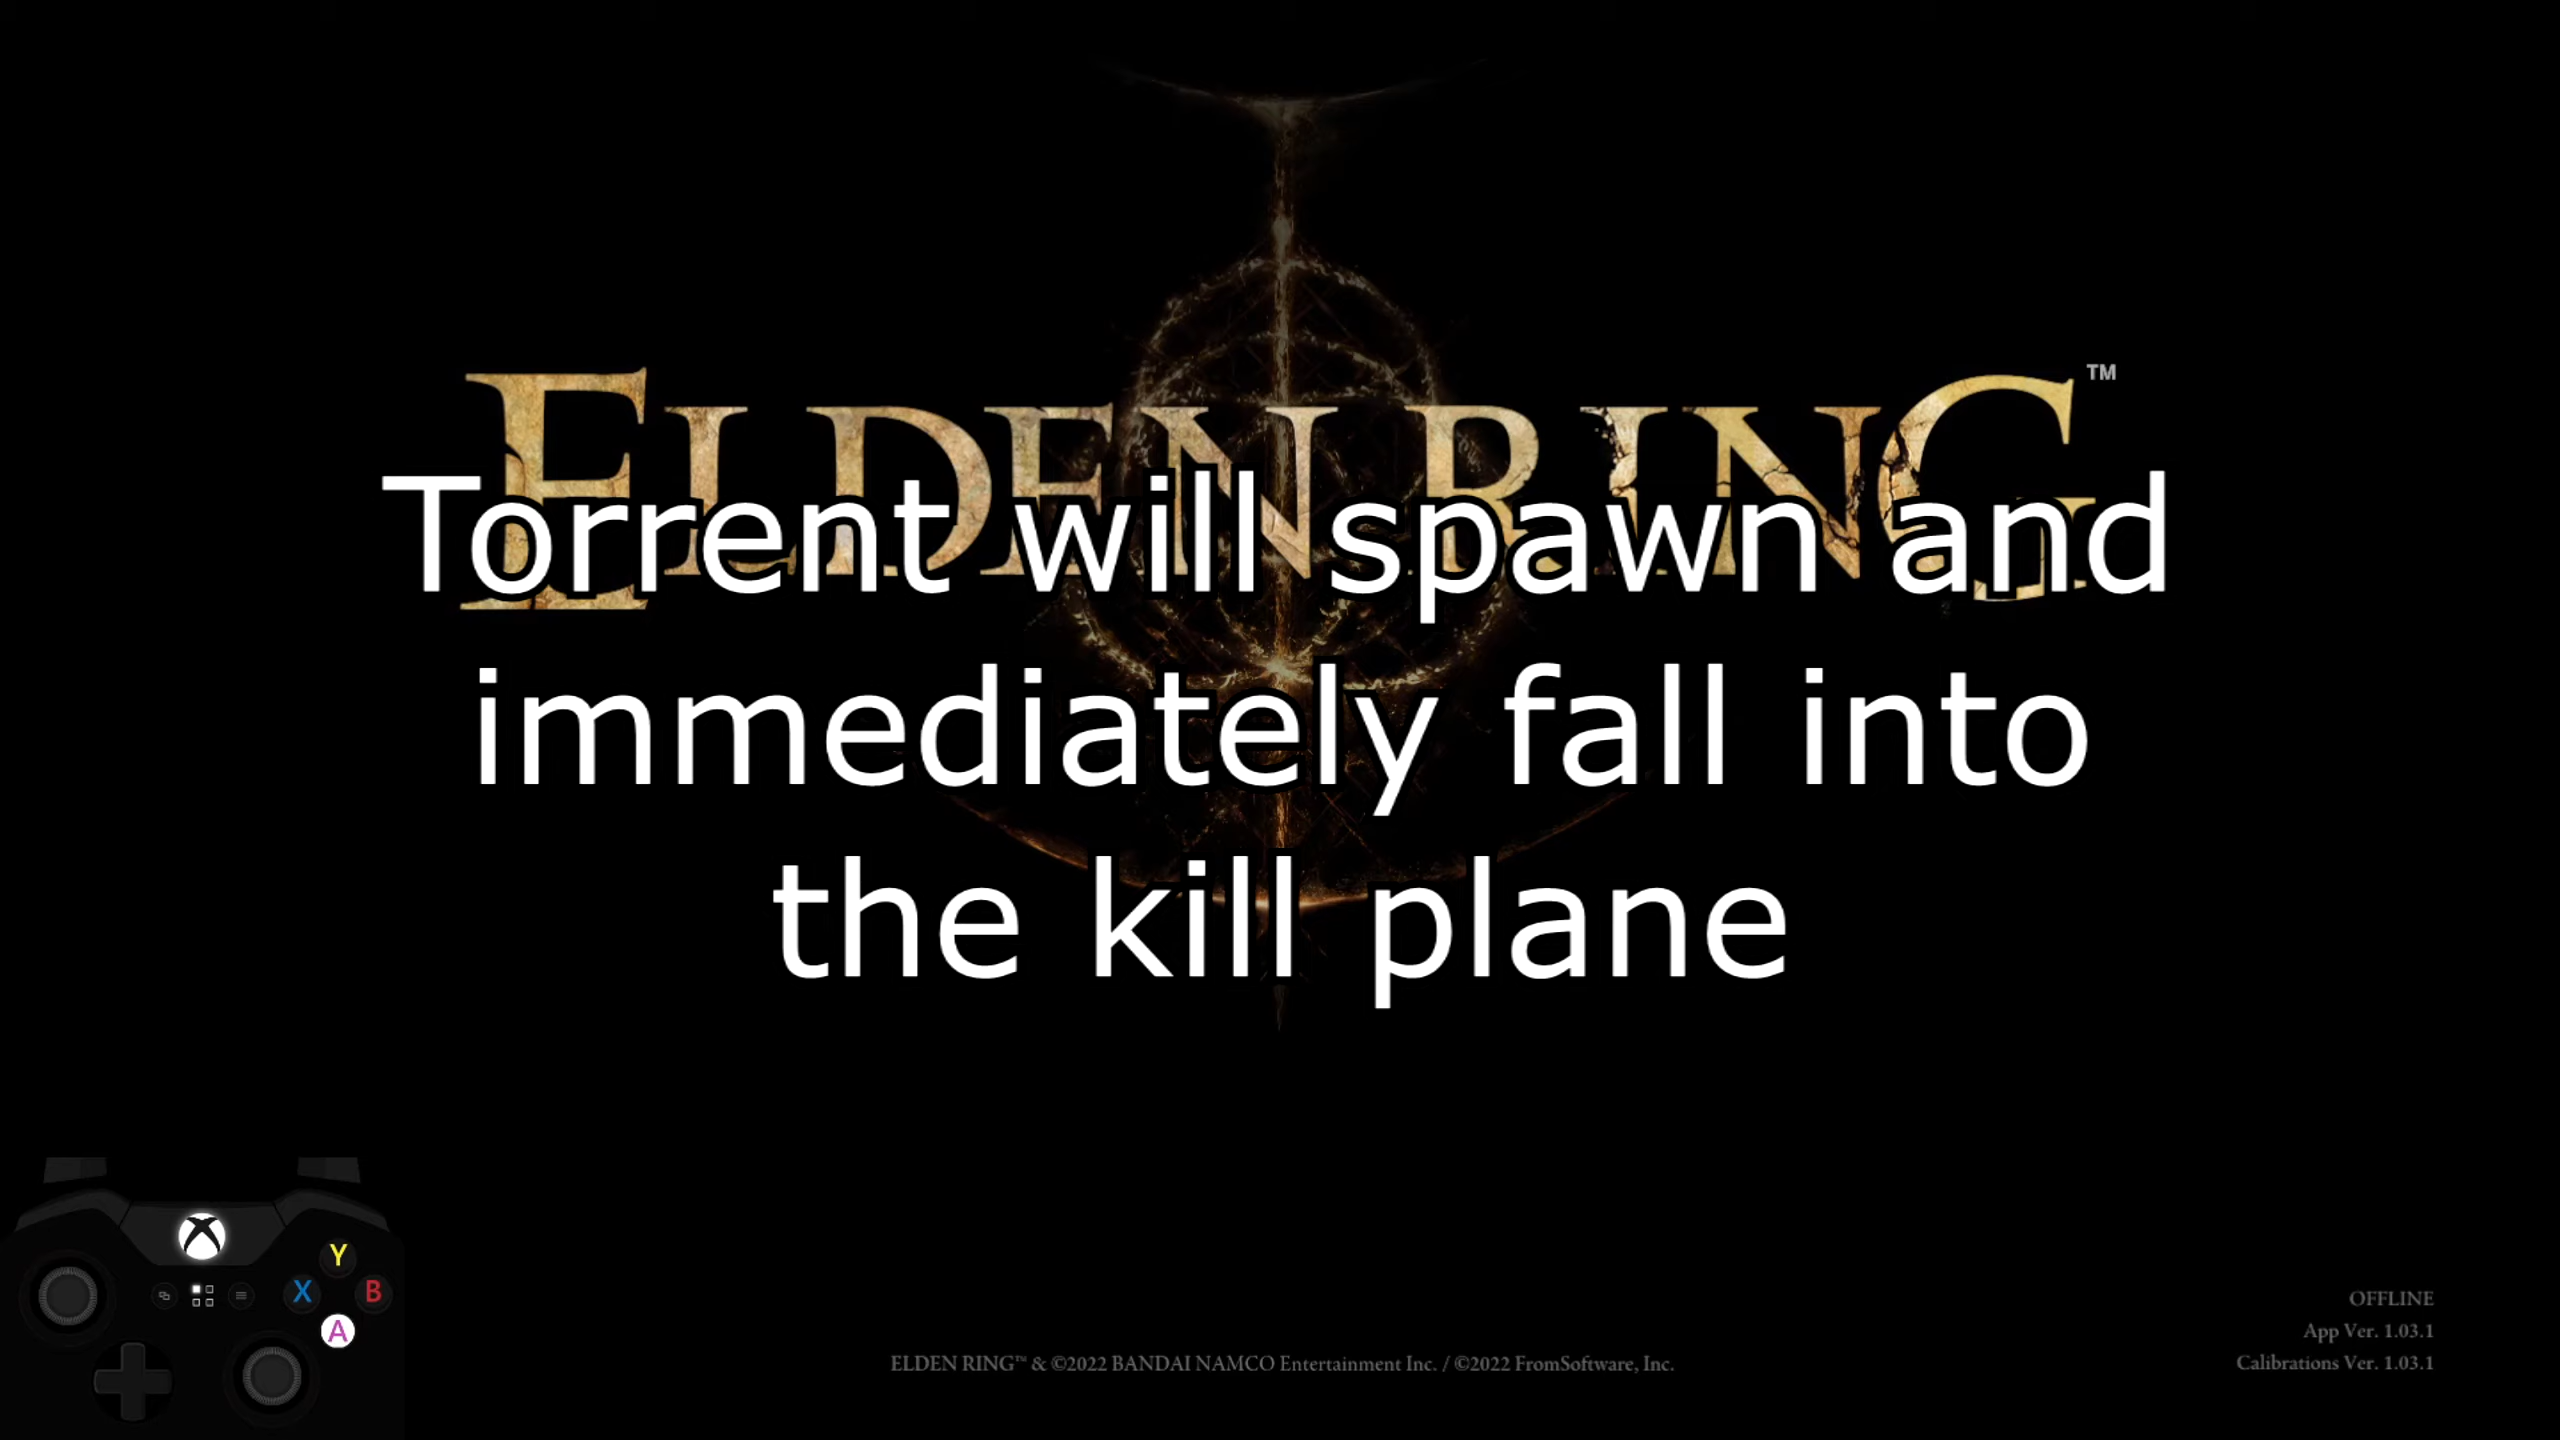 ELDEN RING™
Torrent will spawn and
immediately fall into
the kill plane
Y
X B
A
OFFLINE
App Ver. 1.03.1
ELDEN RING™ & ©2022 BANDAI NAMCO Entertainment Inc. / ©2022 FromSoftware, Inc.
Calibrations Ver. 1.03.1